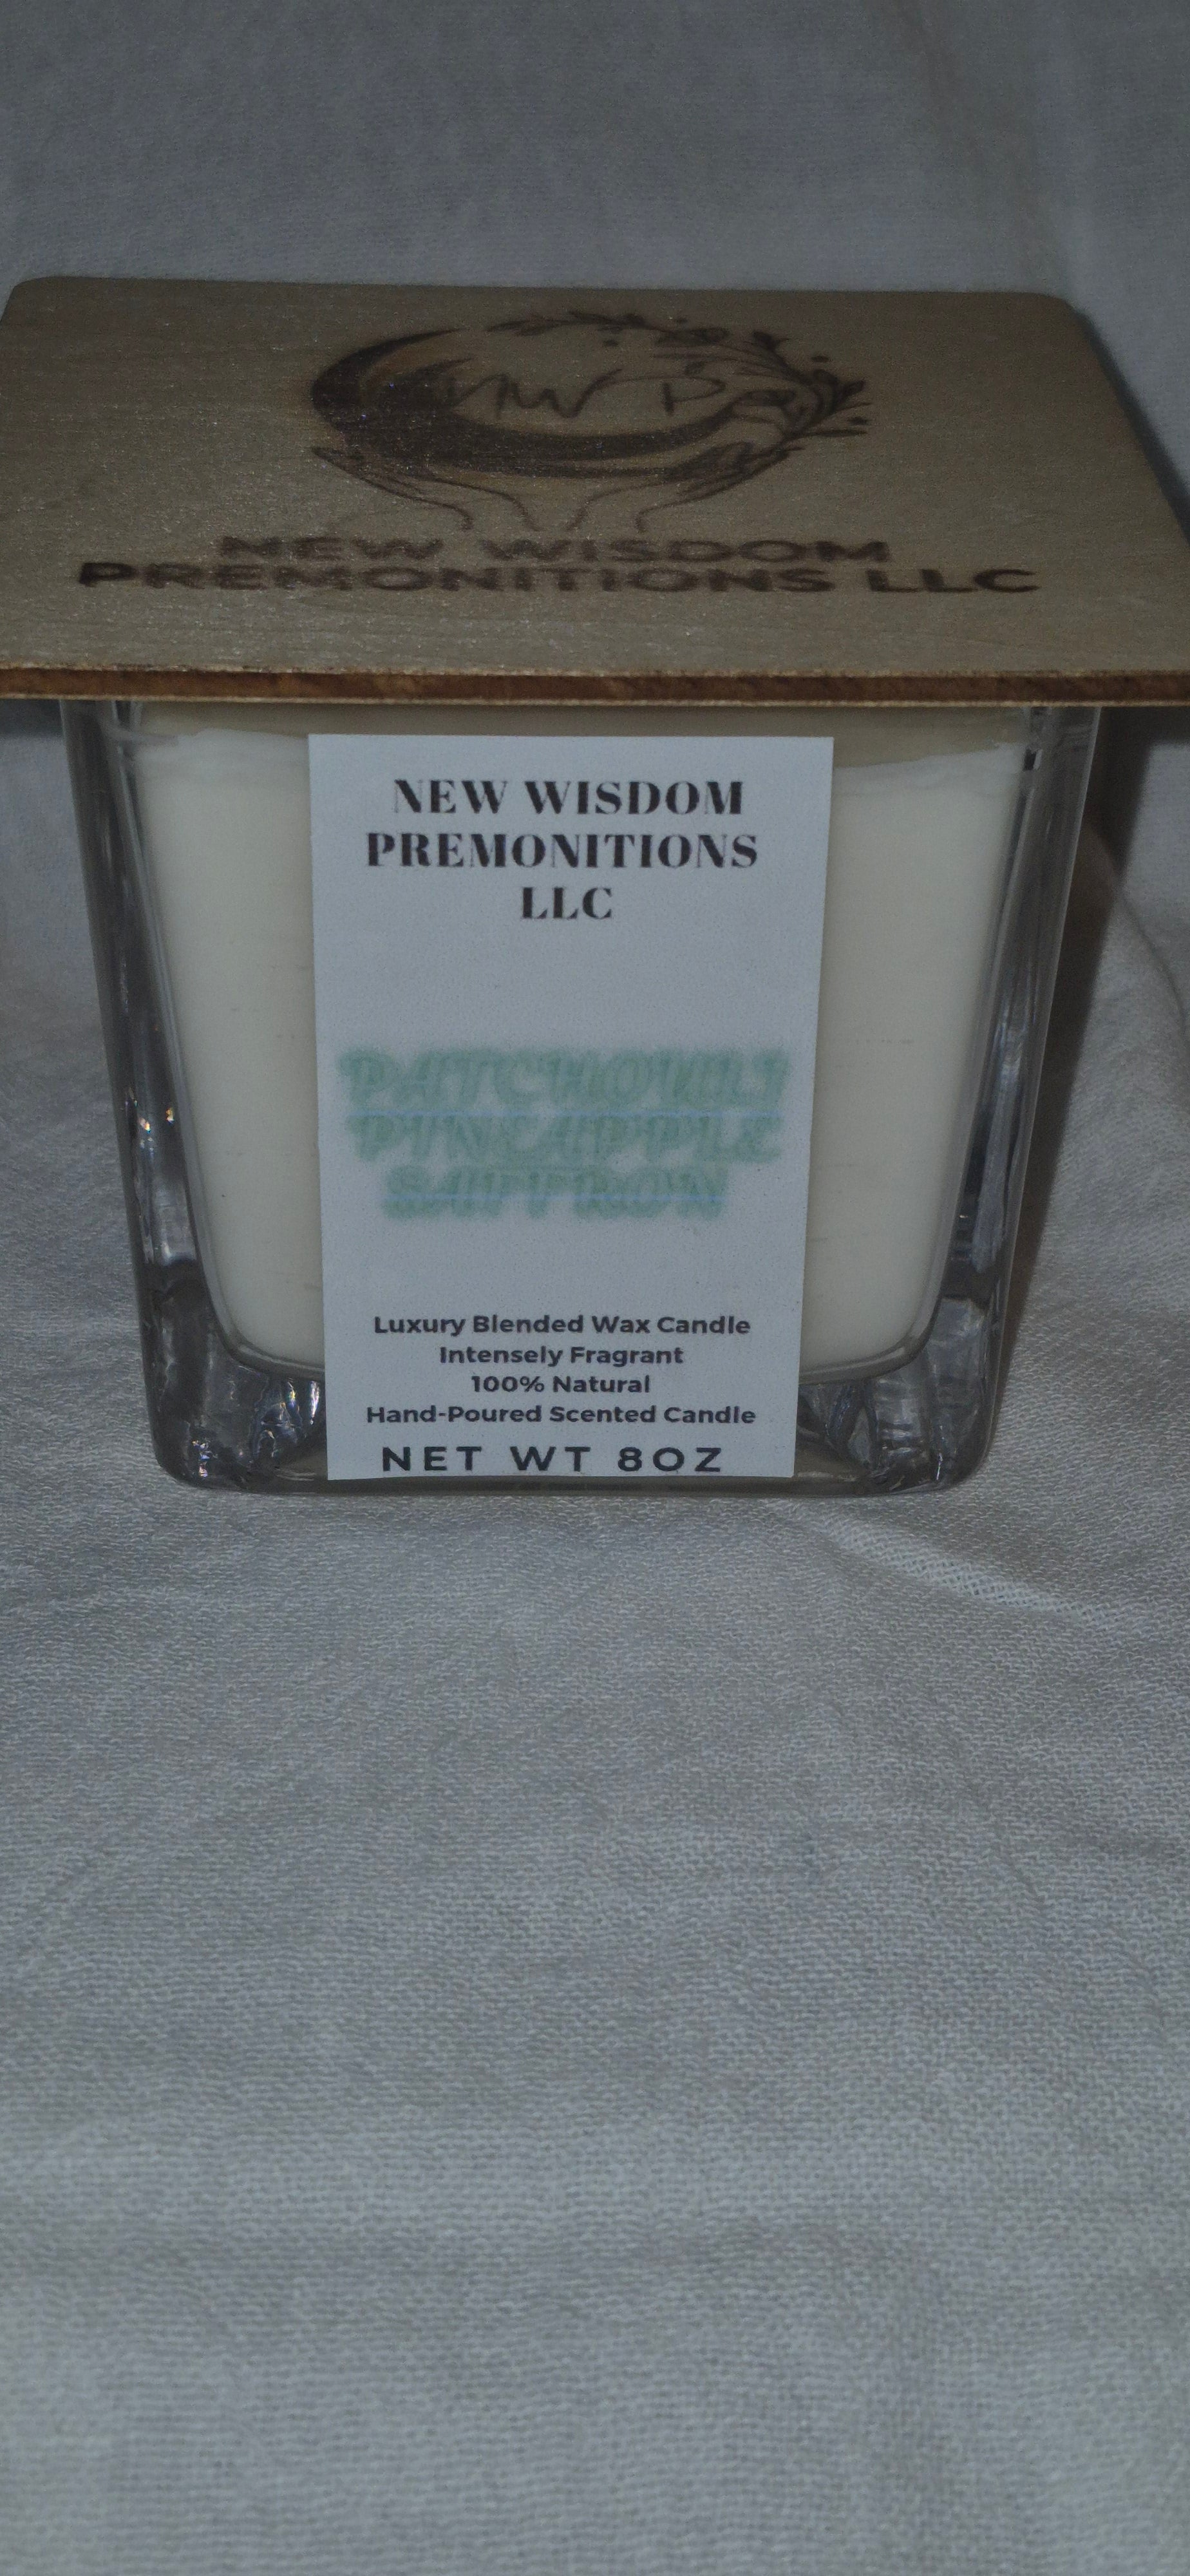 NW P
NEW WISDOM
PREMONITIONS LLC
NEW WISDOM
PREMONITIONS
LLC
PATCHOULI
PINEAPPLE
SAFFRON
Luxury Blended Wax Candle
Intensely Fragrant
100% Natural
Hand-Poured Scented Candle
NET WT 8OZ